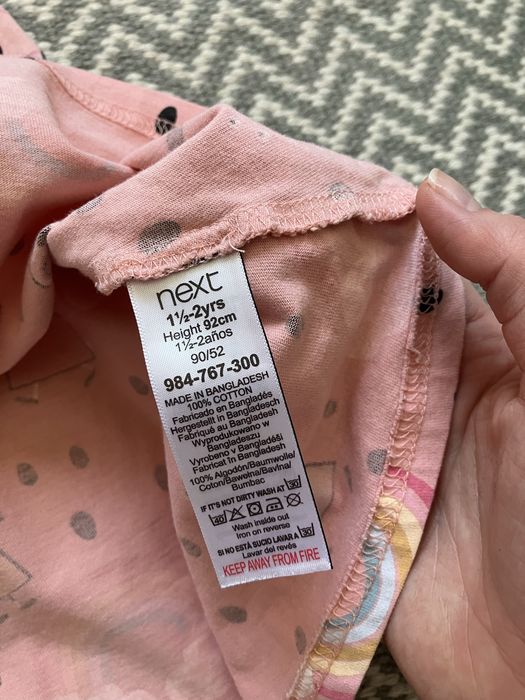 next
1½-2yrs
Height 92cm
1½-2años
90/52
984-767-300
MADE IN BANGLADESH
100% COTTON
Fabricado en Bangladés
Hergestellt in Bangladesch
Fabriqué au Bangladesh
Wyprodukowano w
Bangladeszu
Vyrobeno v Bangladéši
Fabricat în Bangladesh
100% Algodón/Baumwolle/
Coton/Bawełna/Bavlna/
Bumbac
IF IT'S NOT DIRTY WASH AT 30
40
Wash inside out
Iron on reverse
SI NO ESTÁ SUCIO LAVAR A 30
Lavar del revés
KEEP AWAY FROM FIRE